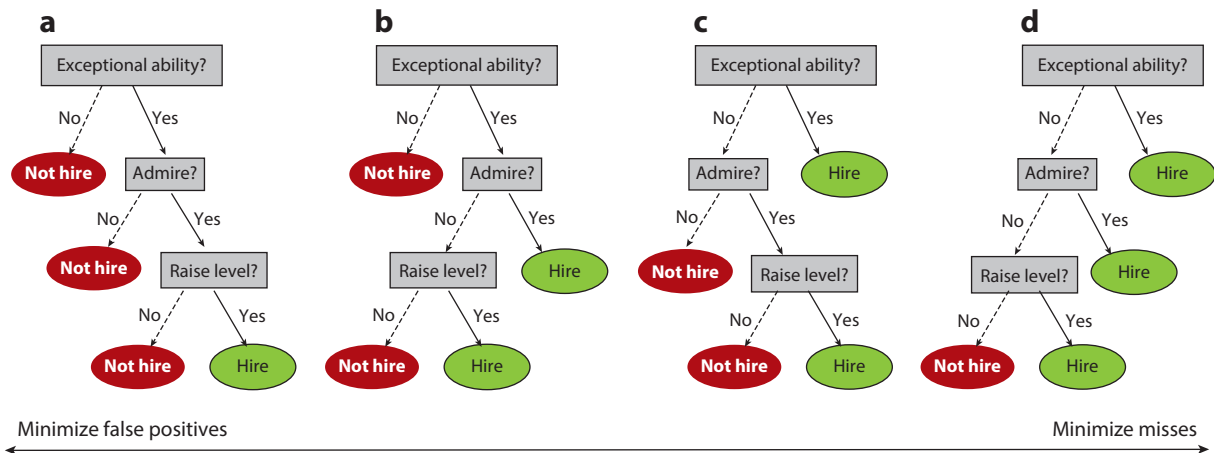 a
b
c
d
Exceptional ability?
Exceptional ability?
Exceptional ability?
Exceptional ability?
No
Yes
No
Yes
No
Yes
No
Yes
Not hire
Admire?
Not hire
Admire?
Admire?
Hire
Admire?
Hire
No
Yes
No
Yes
No
Yes
No
Yes
Not hire
Raise level?
Raise level?
Hire
Not hire
Raise level?
Raise level?
Hire
No
Yes
No
Yes
No
Yes
No
Yes
Not hire
Hire
Not hire
Hire
Not hire
Hire
Not hire
Hire
Minimize false positives
Minimize misses